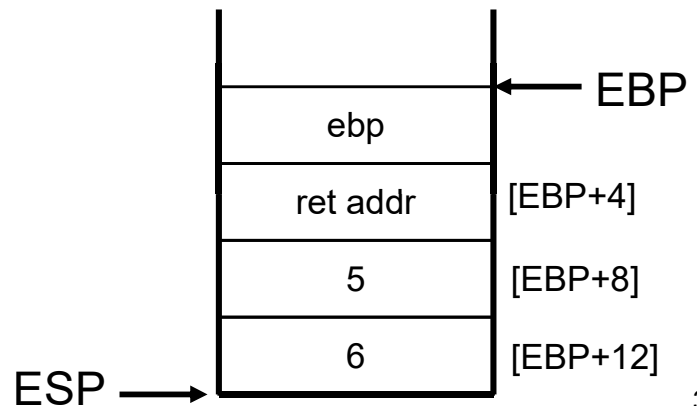 EBP
ebp
ret addr [EBP+4]
5 [EBP+8]
6 [EBP+12]
ESP